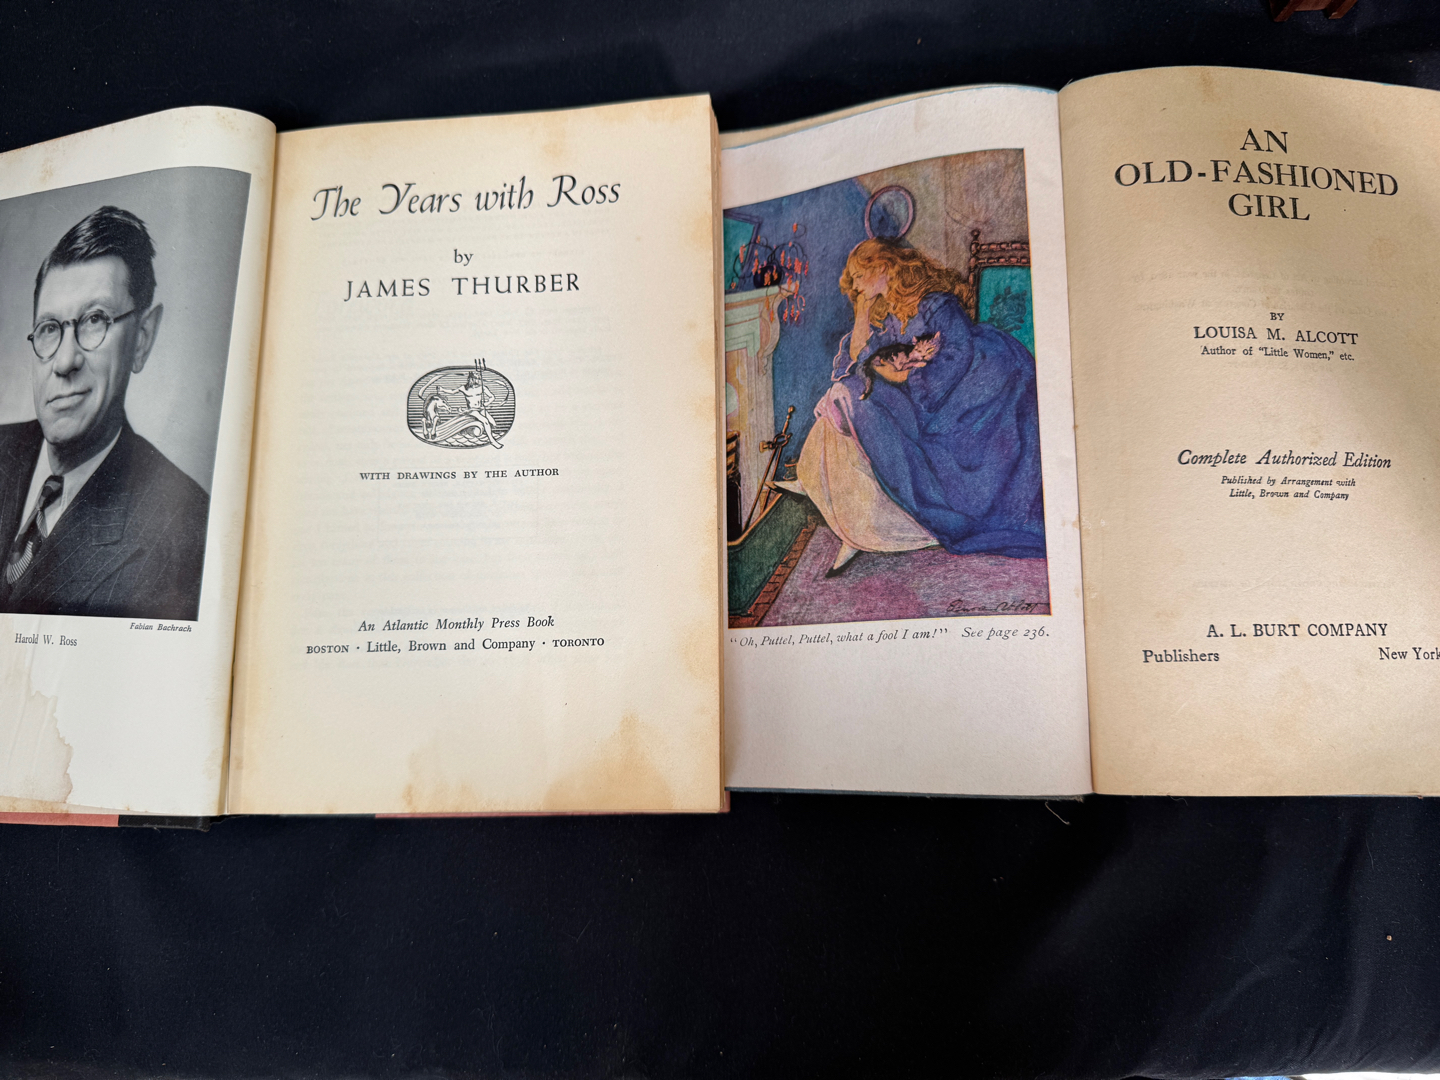 Fabian Bachrach
Harold W. Ross
The Years with Ross
by
JAMES THURBER
WITH DRAWINGS BY THE AUTHOR
An Atlantic Monthly Press Book
BOSTON · Little, Brown and Company · TORONTO
"Oh, Puttel, Puttel, what a fool I am!" See page 236.
AN
OLD-FASHIONED
GIRL
BY
LOUISA M. ALCOTT
Author of "Little Women," etc.
Complete Authorized Edition
Published by Arrangement with
Little, Brown and Company
A. L. BURT COMPANY
Publishers New York